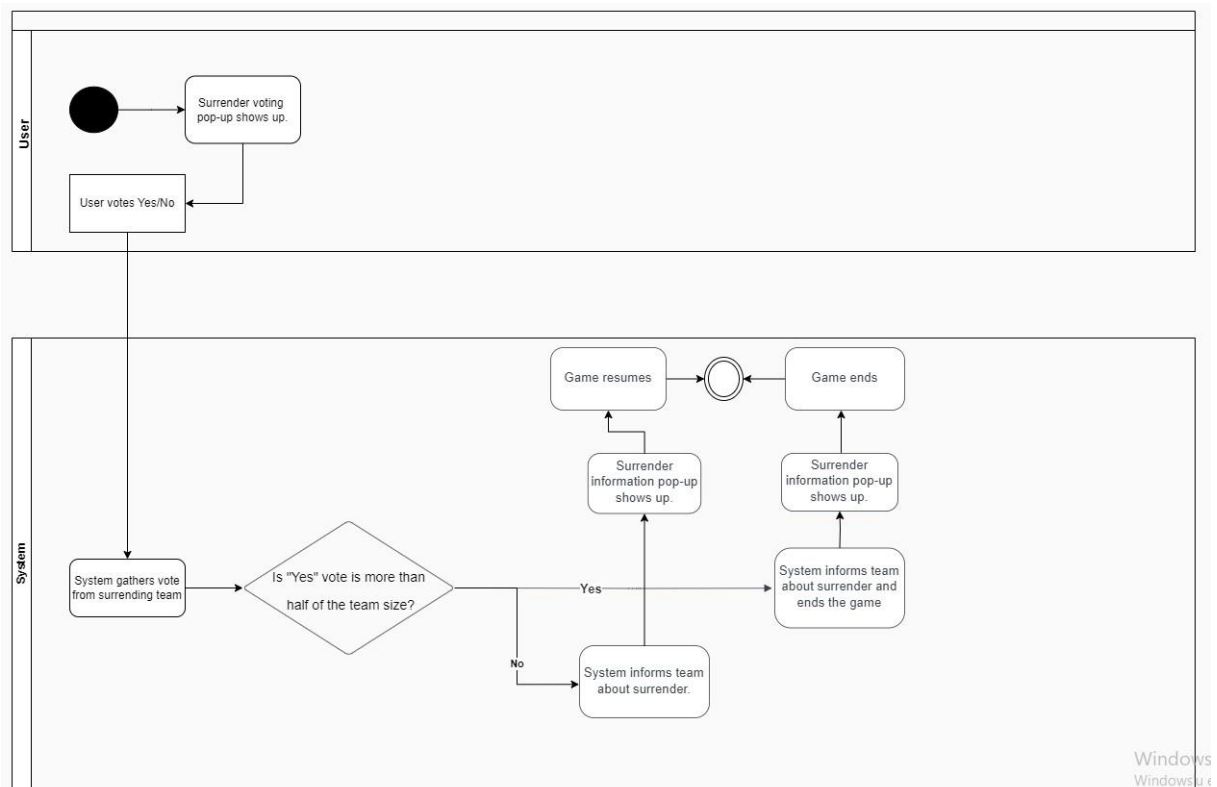 User
Surrender voting
pop-up shows up.
User votes Yes/No
System
Game resumes
Game ends
Surrender
information pop-up
shows up.
Surrender
information pop-up
shows up.
System gathers vote
from surrending team
Is "Yes" vote is more than
half of the team size?
Yes
System informs team
about surrender and
ends the game
No
System informs team
about surrender.
Windows
Windows'u e